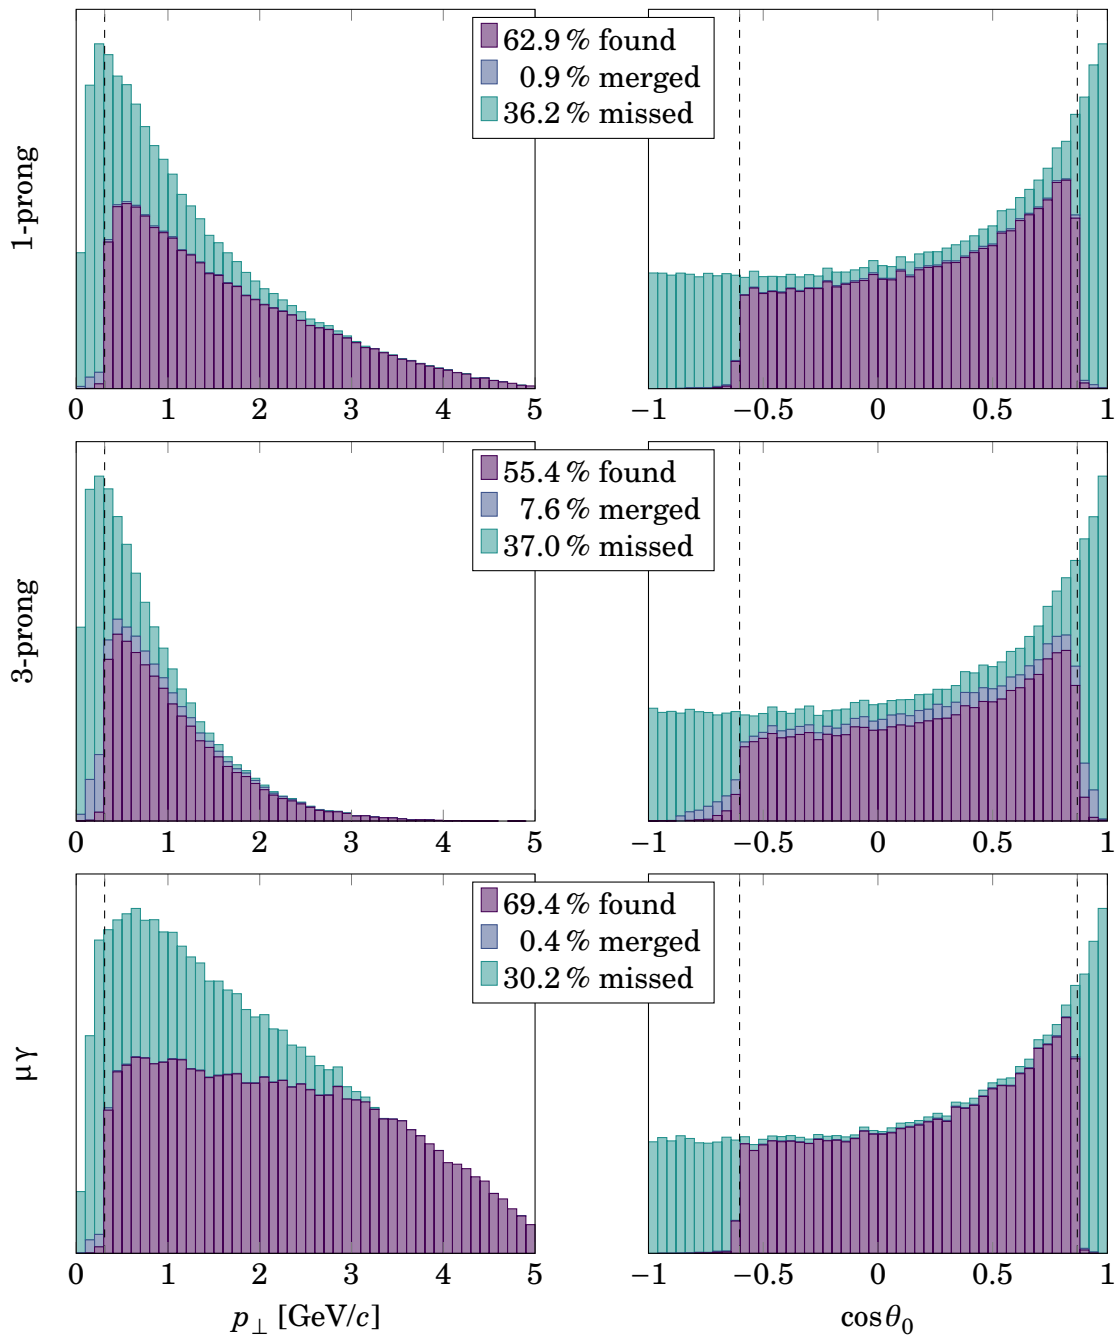 1-prong
62.9 % found
0.9 % merged
36.2 % missed
0 1 2 3 4 5
−1 −0.5 0 0.5 1
3-prong
55.4 % found
7.6 % merged
37.0 % missed
0 1 2 3 4 5
−1 −0.5 0 0.5 1
μγ
69.4 % found
0.4 % merged
30.2 % missed
0 1 2 3 4 5
−1 −0.5 0 0.5 1
p⊥ [GeV/c]
cosθ₀